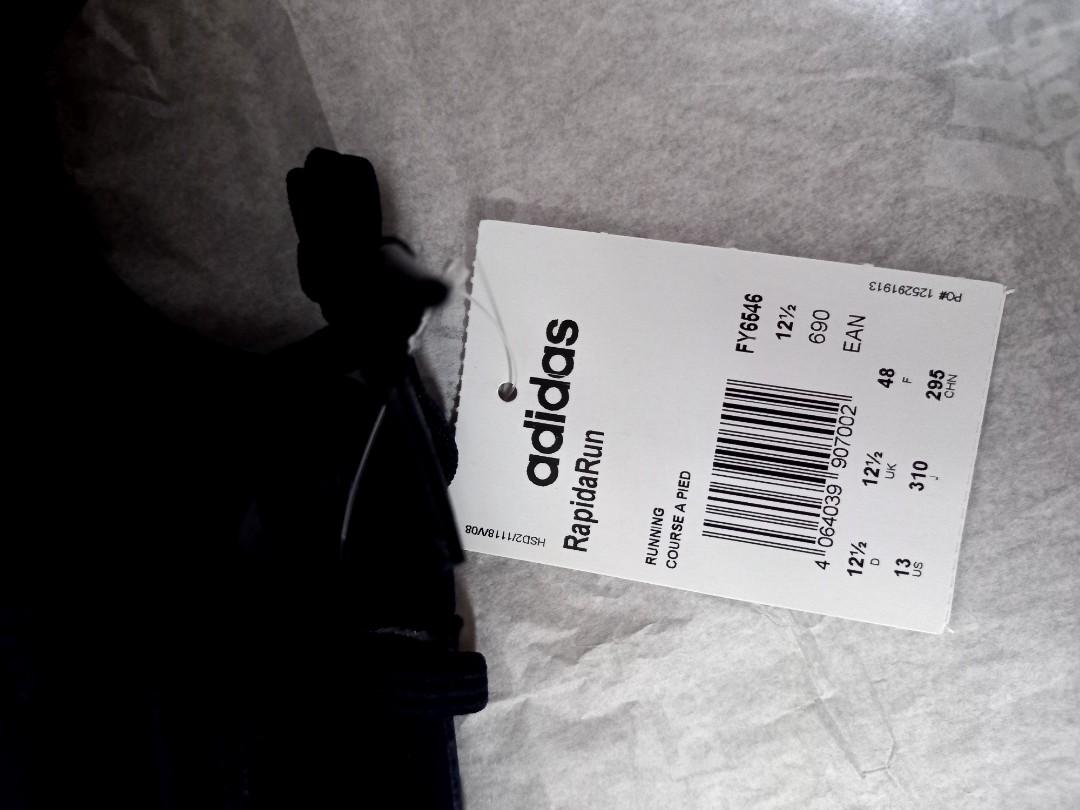 adidas
RapidaRun
HSD2/1118/V08
RUNNING
COURSE A PIED
FY6546
12½
690
EAN
4 064039 907002
12½ 12½ 48
D UK F
13 310 295
US J CHN
PO# 125291913